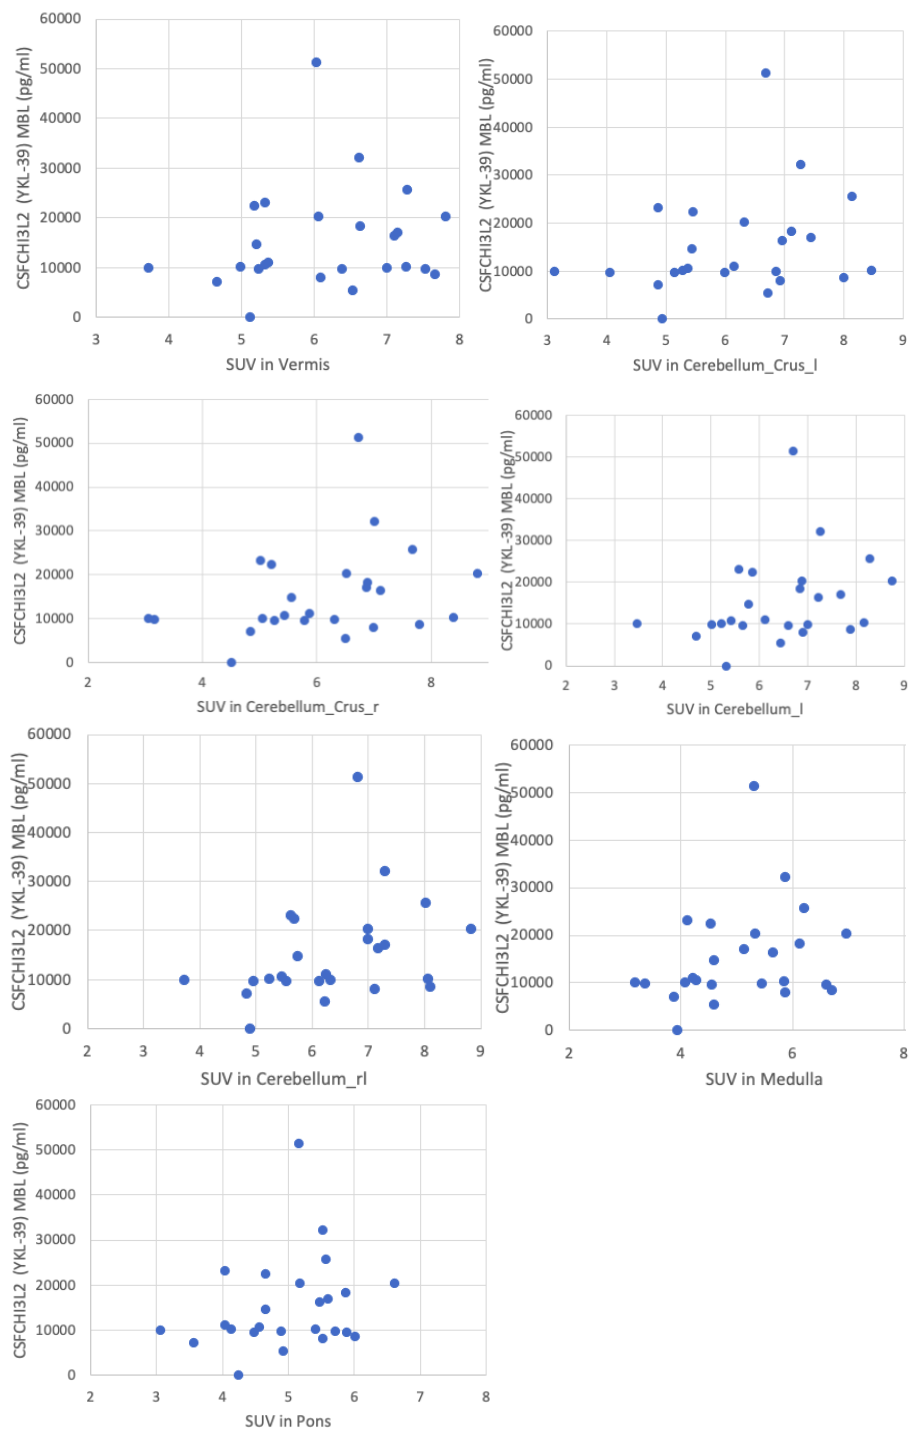 CSFCHI3L2 (YKL-39) MBL (pg/ml)
60000
50000
40000
30000
20000
10000
0
3 4 5 6 7 8
SUV in Vermis
CSFCHI3L2 (YKL-39) MBL (pg/ml)
60000
50000
40000
30000
20000
10000
0
3 4 5 6 7 8 9
SUV in Cerebellum_Crus_l
CSFCHI3L2 (YKL-39) MBL (pg/ml)
60000
50000
40000
30000
20000
10000
0
2 4 6 8
SUV in Cerebellum_Crus_r
CSFCHI3L2 (YKL-39) MBL (pg/ml)
60000
50000
40000
30000
20000
10000
0
2 3 4 5 6 7 8 9
SUV in Cerebellum_l
CSFCHI3L2 (YKL-39) MBL (pg/ml)
60000
50000
40000
30000
20000
10000
0
2 3 4 5 6 7 8 9
SUV in Cerebellum_rl
CSFCHI3L2 (YKL-39) MBL (pg/ml)
60000
50000
40000
30000
20000
10000
0
2 4 6 8
SUV in Medulla
CSFCHI3L2 (YKL-39) MBL (pg/ml)
60000
50000
40000
30000
20000
10000
0
2 3 4 5 6 7 8
SUV in Pons